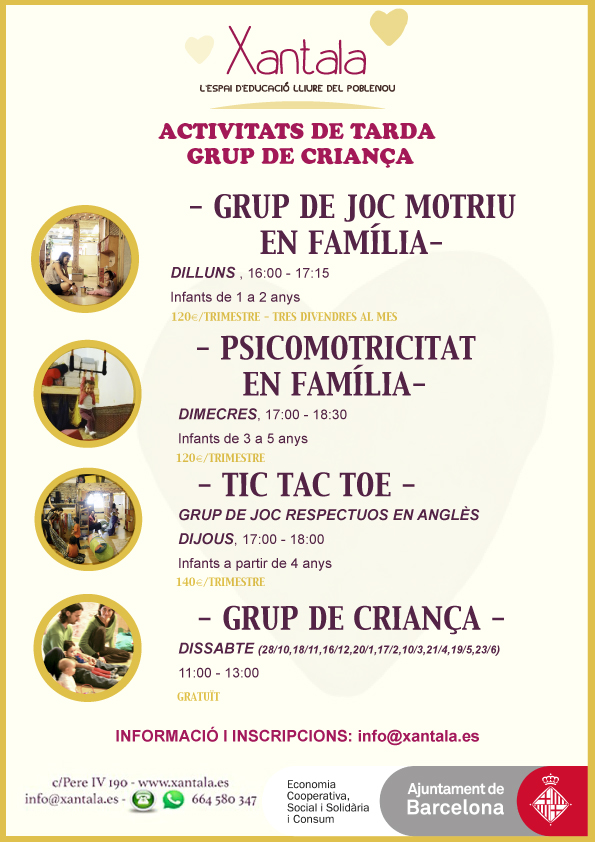 Xantala
L'ESPAI D'EDUCACIÓ LLIURE DEL POBLENOU
ACTIVITATS DE TARDA
GRUP DE CRIANÇA
- GRUP DE JOC MOTRIU
EN FAMÍLIA-
DILLUNS , 16:00 - 17:15
Infants de 1 a 2 anys
120€/TRIMESTRE - TRES DIVENDRES AL MES
- PSICOMOTRICITAT
EN FAMÍLIA-
DIMECRES, 17:00 - 18:30
Infants de 3 a 5 anys
120€/TRIMESTRE
- TIC TAC TOE -
GRUP DE JOC RESPECTUOS EN ANGLÈS
DIJOUS, 17:00 - 18:00
Infants a partir de 4 anys
140€/TRIMESTRE
- GRUP DE CRIANÇA -
DISSABTE (28/10,18/11,16/12,20/1,17/2,10/3,21/4,19/5,23/6)
11:00 - 13:00
GRATUÏT
INFORMACIÓ I INSCRIPCIONS: info@xantala.es
c/Pere IV 190 - www.xantala.es
info@xantala.es - 664 580 347
Economia
Cooperativa,
Social i Solidària
i Consum
Ajuntament de
Barcelona